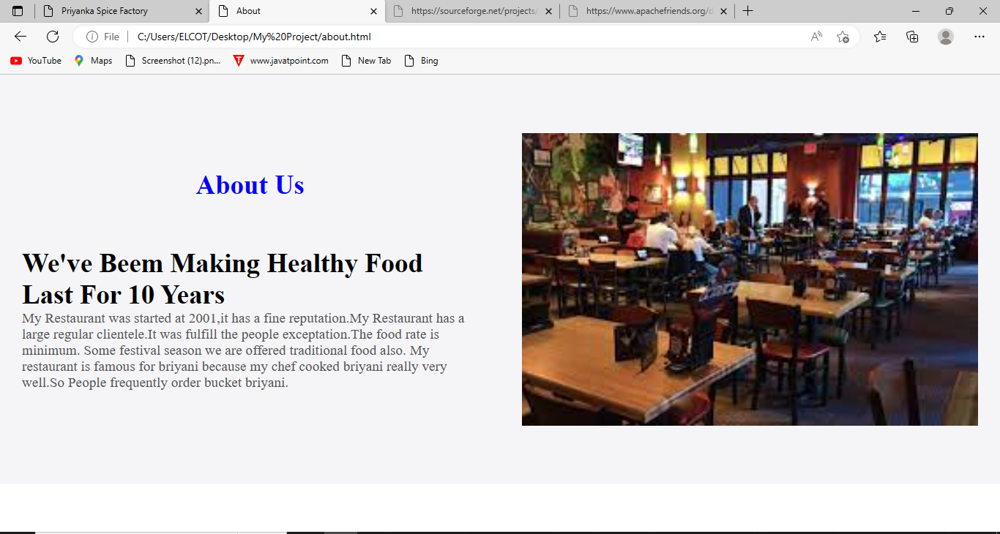 Priyanka Spice Factory
About
https://sourceforge.net/projects/
https://www.apachefriends.org/d
File
C:/Users/ELCOT/Desktop/My%20Project/about.html
YouTube
Maps
Screenshot (12).pn...
www.javatpoint.com
New Tab
Bing
About Us
We've Beem Making Healthy Food
Last For 10 Years
My Restaurant was started at 2001,it has a fine reputation.My Restaurant has a
large regular clientele.It was fulfill the people exceptation.The food rate is
minimum. Some festival season we are offered traditional food also. My
restaurant is famous for briyani because my chef cooked briyani really very
well.So People frequently order bucket briyani.